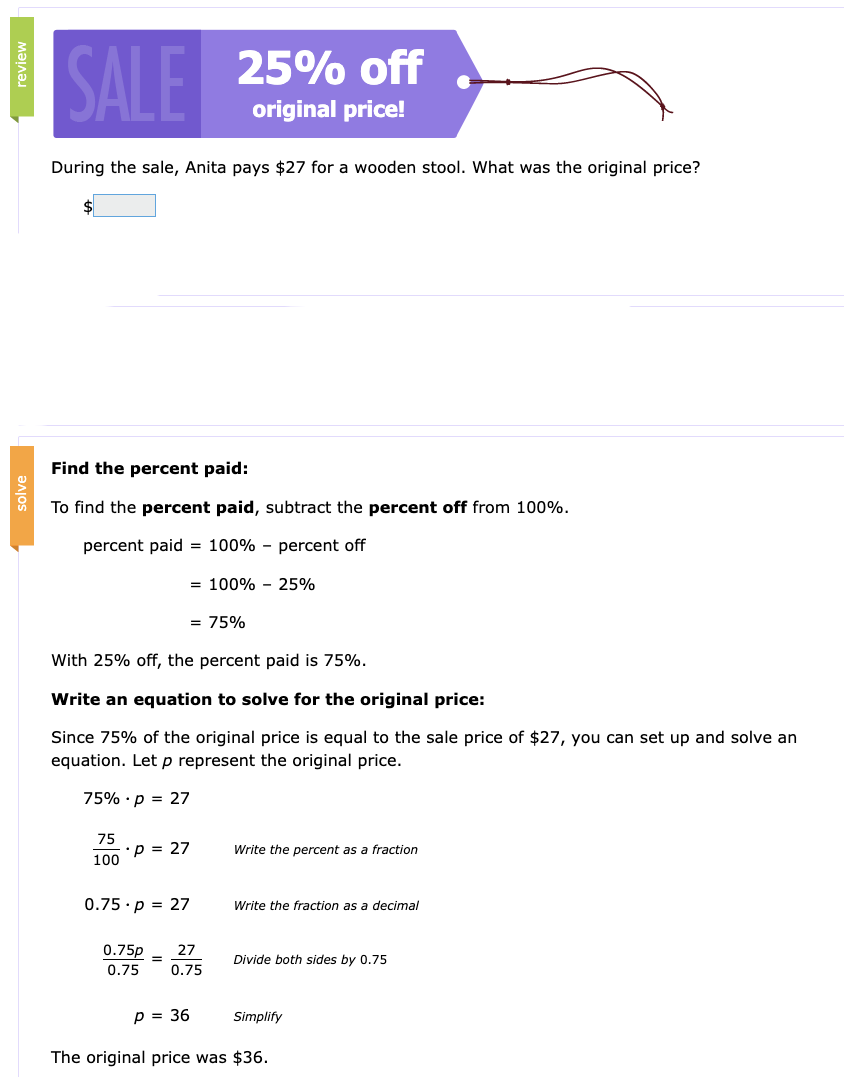 review
SALE
25% off
original price!
During the sale, Anita pays $27 for a wooden stool. What was the original price?
$
solve
Find the percent paid:
To find the percent paid, subtract the percent off from 100%.
percent paid = 100% − percent off
= 100% − 25%
= 75%
With 25% off, the percent paid is 75%.
Write an equation to solve for the original price:
Since 75% of the original price is equal to the sale price of $27, you can set up and solve an
equation. Let p represent the original price.
75% · p = 27
75/100 · p = 27 Write the percent as a fraction
0.75 · p = 27 Write the fraction as a decimal
0.75p/0.75 = 27/0.75 Divide both sides by 0.75
p = 36 Simplify
The original price was $36.